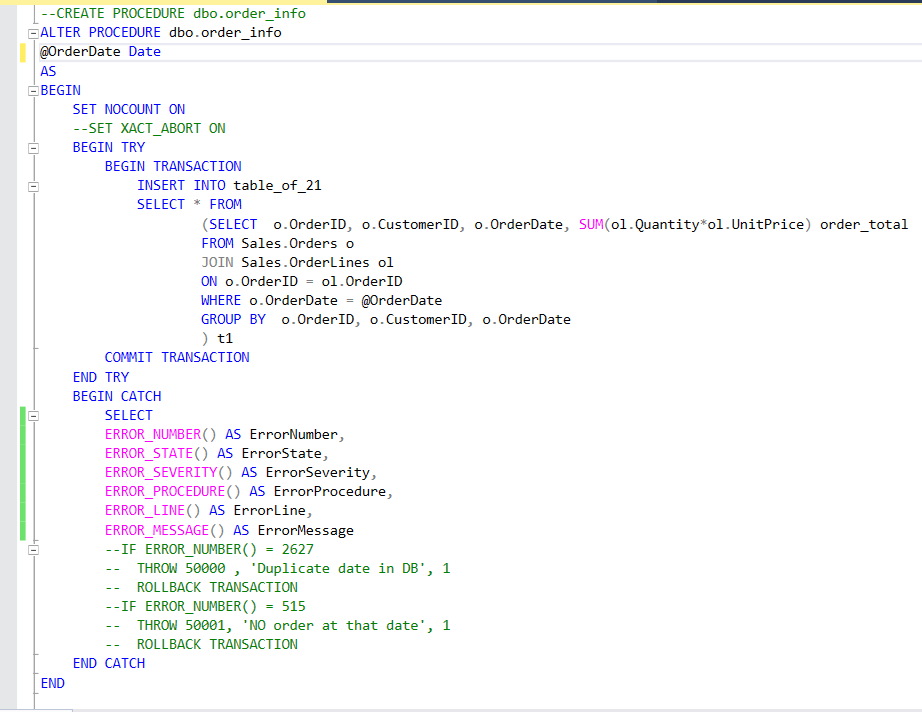 --CREATE PROCEDURE dbo.order_info
ALTER PROCEDURE dbo.order_info
@OrderDate Date
AS
BEGIN
    SET NOCOUNT ON
    --SET XACT_ABORT ON
    BEGIN TRY
        BEGIN TRANSACTION
            INSERT INTO table_of_21
            SELECT * FROM
                    (SELECT  o.OrderID, o.CustomerID, o.OrderDate, SUM(ol.Quantity*ol.UnitPrice) order_total
                    FROM Sales.Orders o
                    JOIN Sales.OrderLines ol
                    ON o.OrderID = ol.OrderID
                    WHERE o.OrderDate = @OrderDate
                    GROUP BY  o.OrderID, o.CustomerID, o.OrderDate
                    ) t1
        COMMIT TRANSACTION
    END TRY
    BEGIN CATCH
        SELECT
        ERROR_NUMBER() AS ErrorNumber,
        ERROR_STATE() AS ErrorState,
        ERROR_SEVERITY() AS ErrorSeverity,
        ERROR_PROCEDURE() AS ErrorProcedure,
        ERROR_LINE() AS ErrorLine,
        ERROR_MESSAGE() AS ErrorMessage
        --IF ERROR_NUMBER() = 2627
        --  THROW 50000 , 'Duplicate date in DB', 1
        --  ROLLBACK TRANSACTION
        --IF ERROR_NUMBER() = 515
        --  THROW 50001, 'NO order at that date', 1
        --  ROLLBACK TRANSACTION
    END CATCH
END